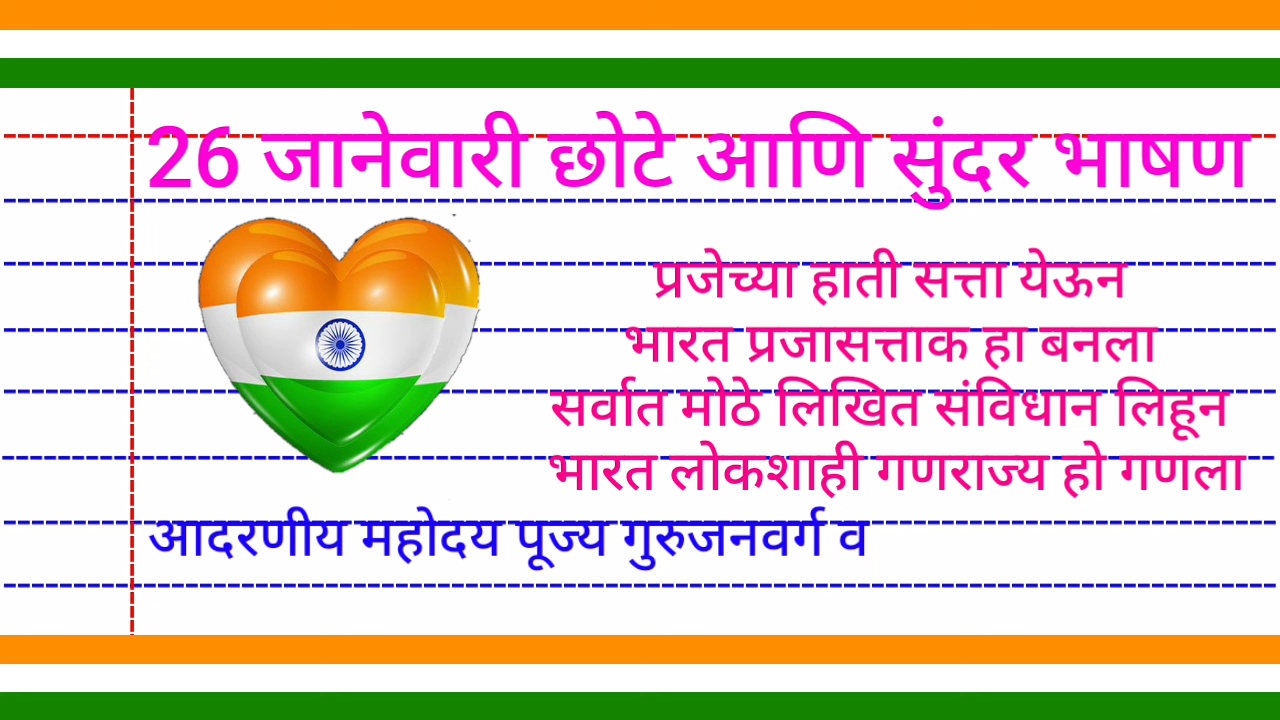 26 जानेवारी छोटे आणि सुंदर भाषण
प्रजेच्या हाती सत्ता येऊन
भारत प्रजासत्ताक हा बनला
सर्वात मोठे लिखित संविधान लिहून
भारत लोकशाही गणराज्य हो गणला
आदरणीय महोदय पूज्य गुरुजनवर्ग व